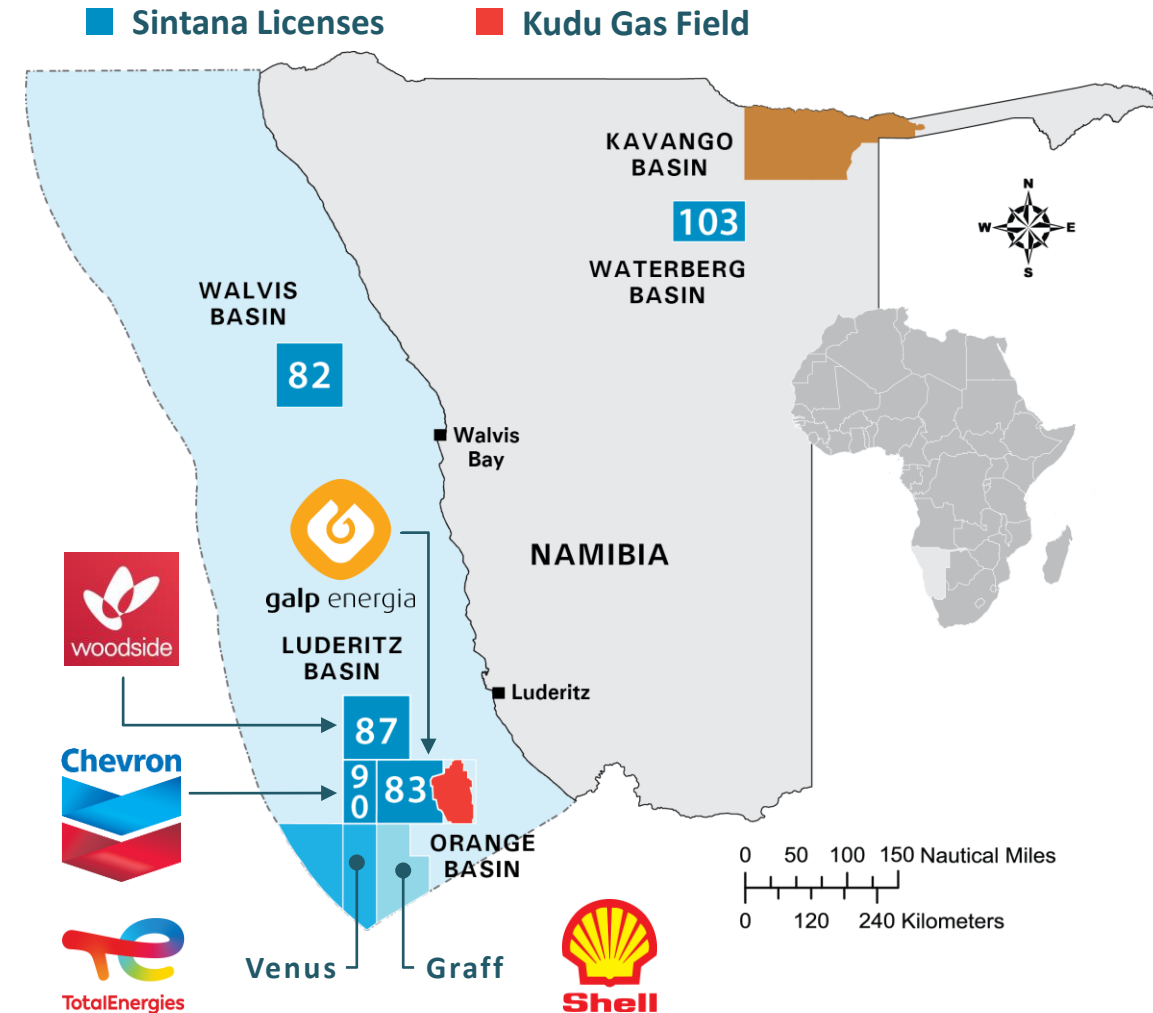 Sintana Licenses
Kudu Gas Field
KAVANGO
BASIN
N
W
E
S
103
WATERBERG
BASIN
WALVIS
BASIN
82
Walvis
Bay
galp energia
NAMIBIA
woodside
LUDERITZ
BASIN
Luderitz
87
Chevron
9
0
83
ORANGE
BASIN
0 50 100 150 Nautical Miles
0 120 240 Kilometers
TotalEnergies
Venus
Graff
Shell